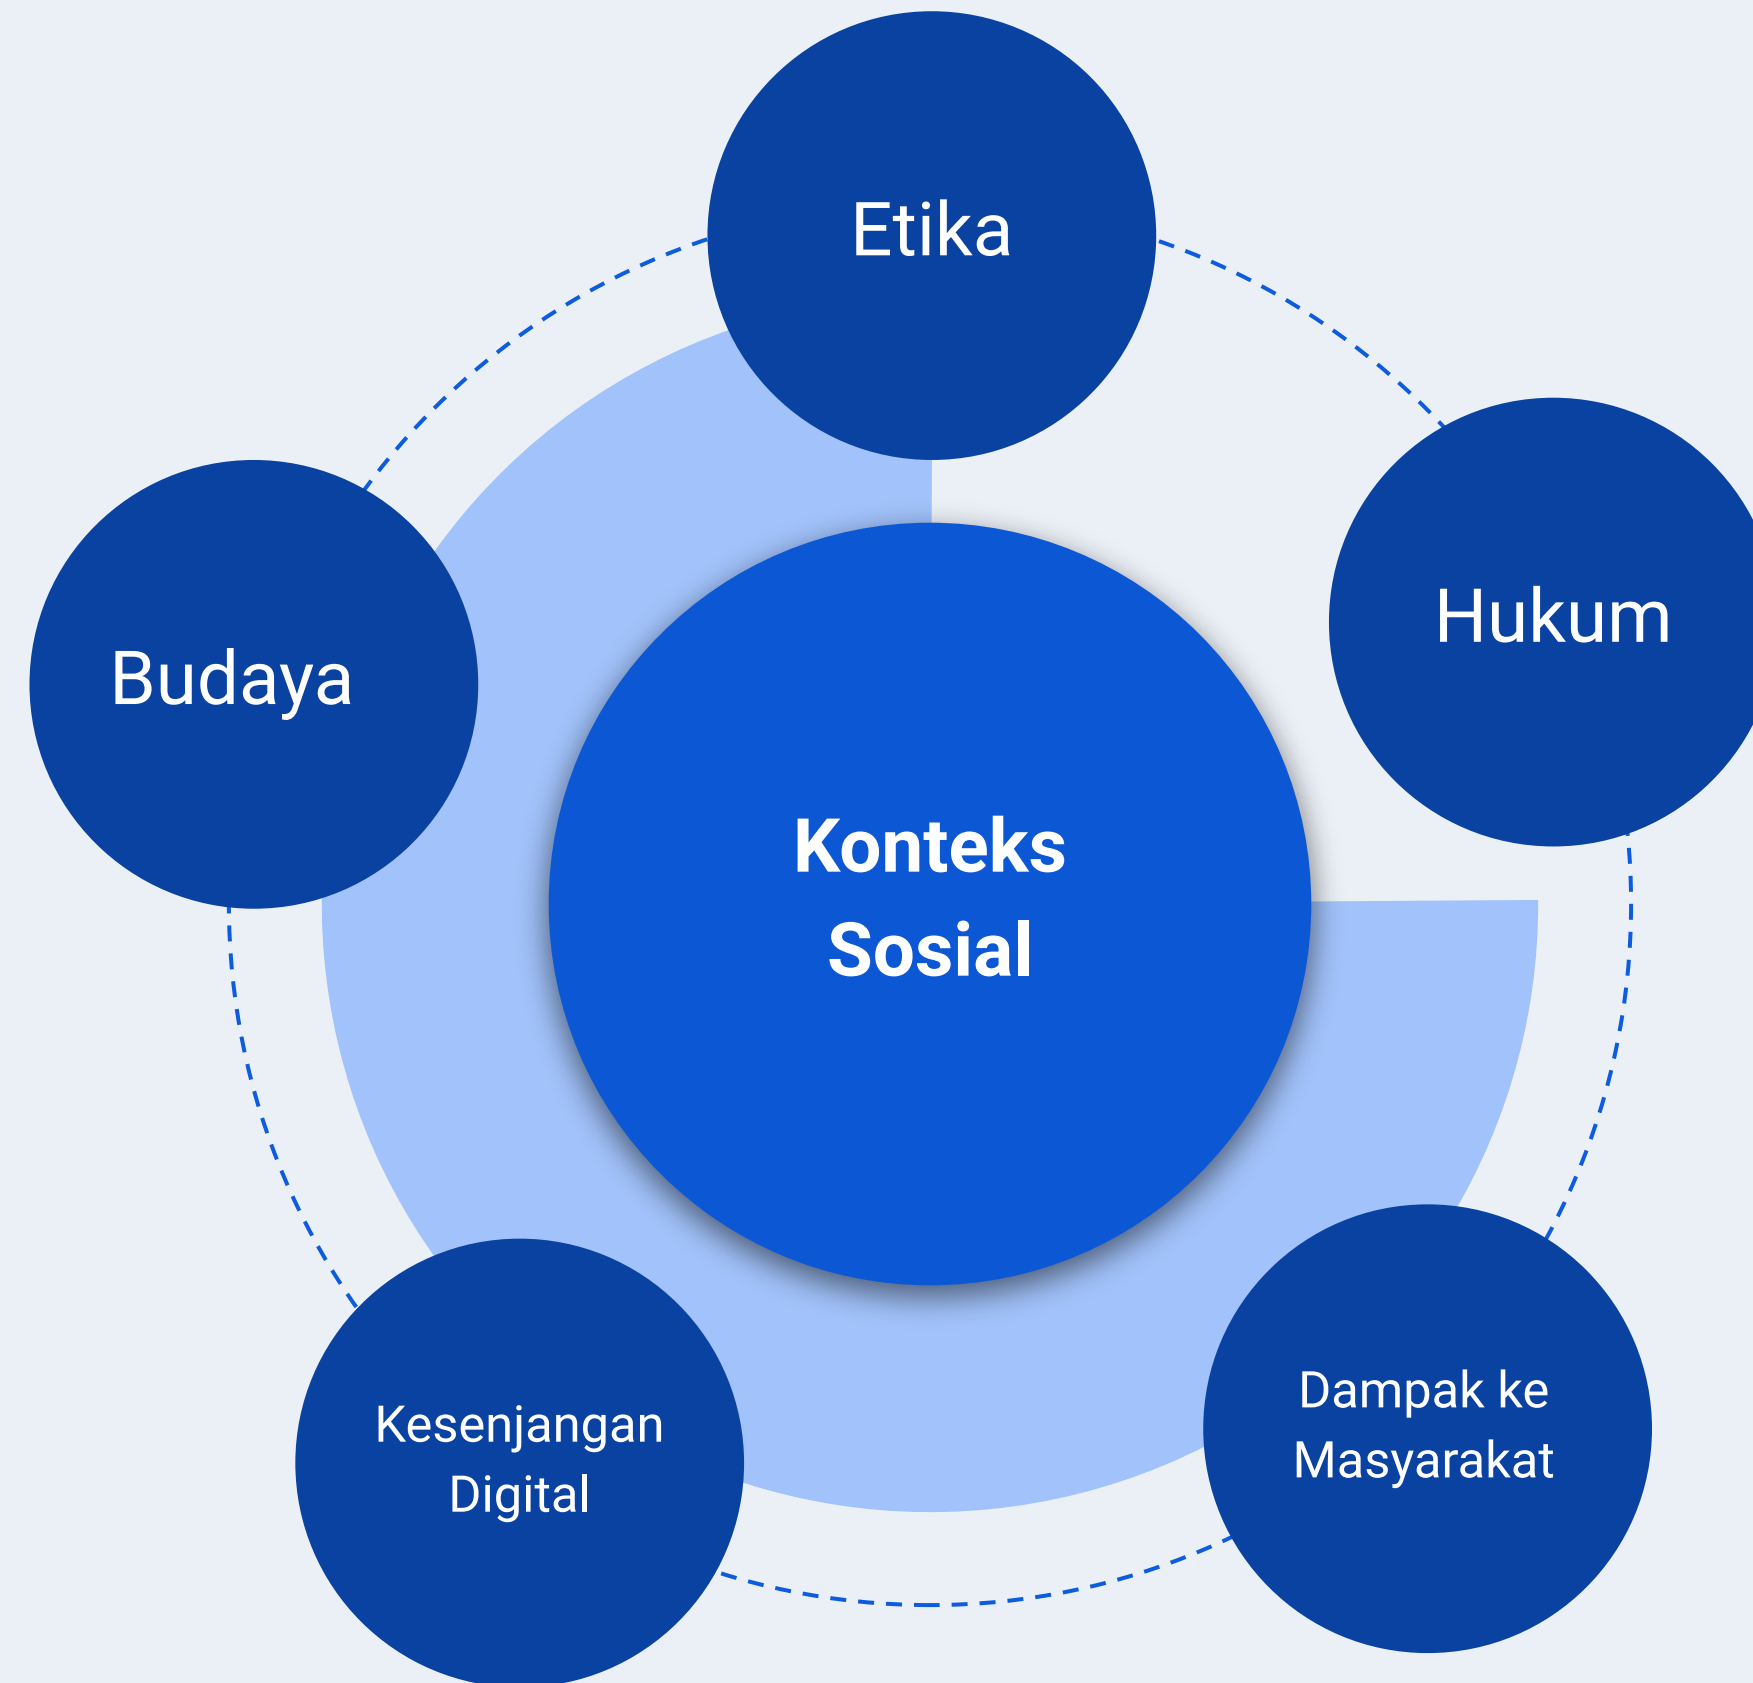 Etika
Hukum
Budaya
Konteks
Sosial
Dampak ke
Masyarakat
Kesenjangan
Digital